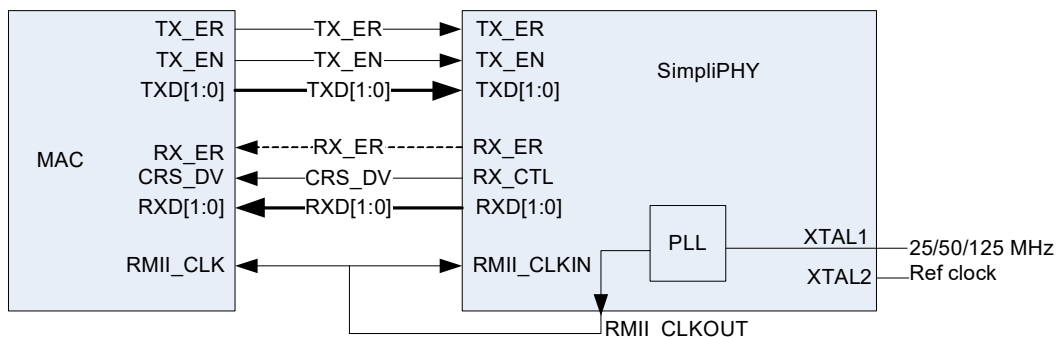 TX_ER TX_ER TX_ER
TX_EN TX_EN TX_EN
SimpliPHY
TXD[1:0] TXD[1:0] TXD[1:0]
RX_ER RX_ER RX_ER
MAC
CRS_DV CRS_DV RX_CTL
RXD[1:0] RXD[1:0] RXD[1:0]
PLL
XTAL1
25/50/125 MHz
RMII_CLK RMII_CLKIN
XTAL2
Ref clock
RMII_CLKOUT